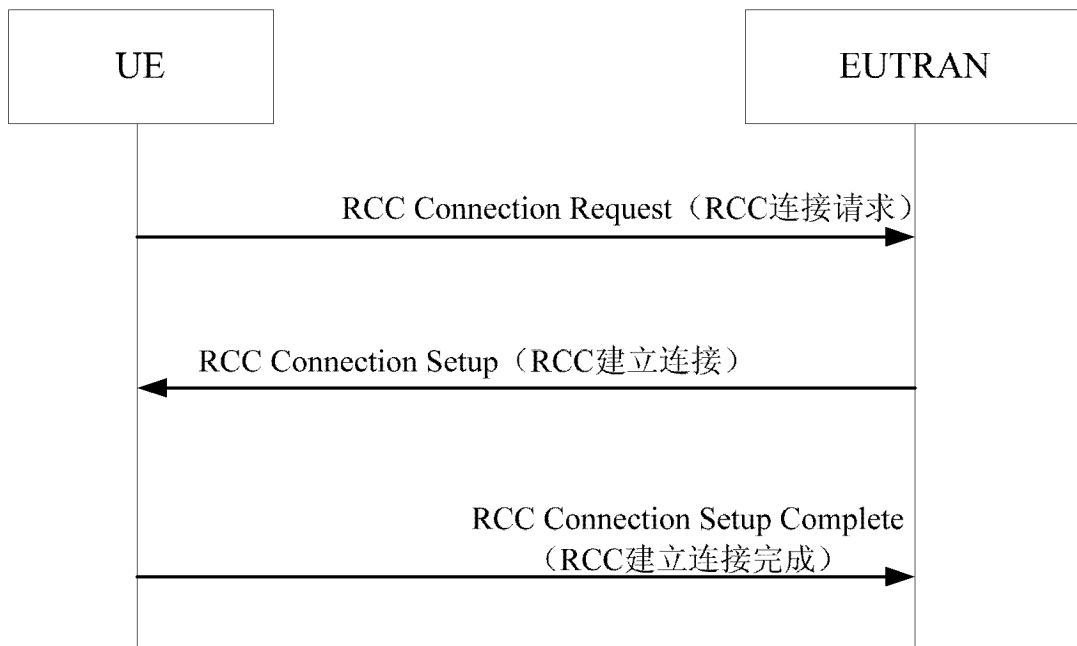 UE
EUTRAN
RCC Connection Request（RCC连接请求）
RCC Connection Setup（RCC建立连接）
RCC Connection Setup Complete
（RCC建立连接完成）